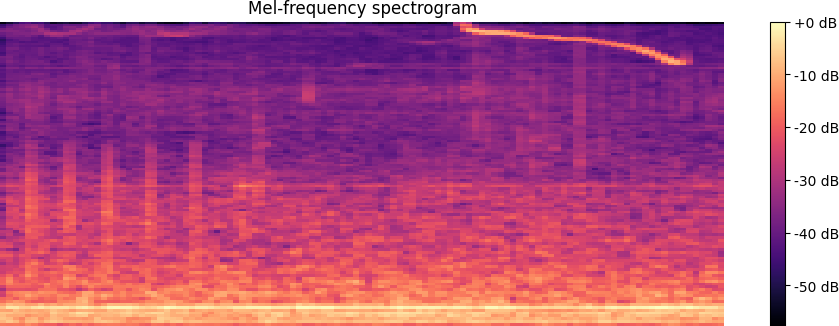 Mel-frequency spectrogram
+0 dB
-10 dB
-20 dB
-30 dB
-40 dB
-50 dB